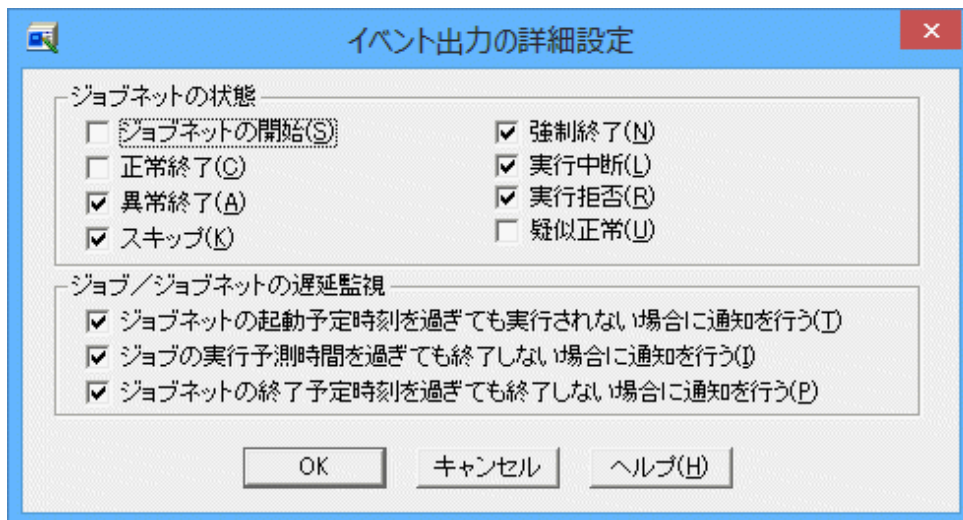 イベント出力の詳細設定
ジョブネットの状態
ジョブネットの開始(S)
正常終了(C)
異常終了(A)
スキップ(K)
強制終了(N)
実行中断(L)
実行拒否(R)
疑似正常(U)
ジョブ/ジョブネットの遅延監視
ジョブネットの起動予定時刻を過ぎても実行されない場合に通知を行う(T)
ジョブの実行予測時間を過ぎても終了しない場合に通知を行う(I)
ジョブネットの終了予定時刻を過ぎても終了しない場合に通知を行う(P)
OK キャンセル ヘルプ(H)